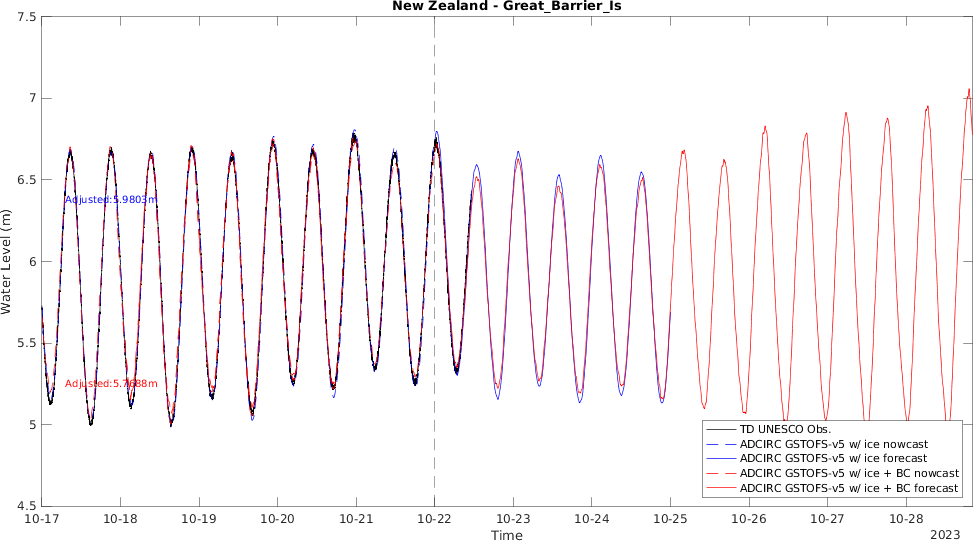 New Zealand - Great_Barrier_Is
7.5
7
6.5
6
5.5
5
4.5
Water Level (m)
Adjusted:5.9803m
Adjusted:5.7688m
TD UNESCO Obs.
ADCIRC GSTOFS-v5 w/ ice nowcast
ADCIRC GSTOFS-v5 w/ ice forecast
ADCIRC GSTOFS-v5 w/ ice + BC nowcast
ADCIRC GSTOFS-v5 w/ ice + BC forecast
10-17 10-18 10-19 10-20 10-21 10-22 10-23 10-24 10-25 10-26 10-27 10-28
Time
2023